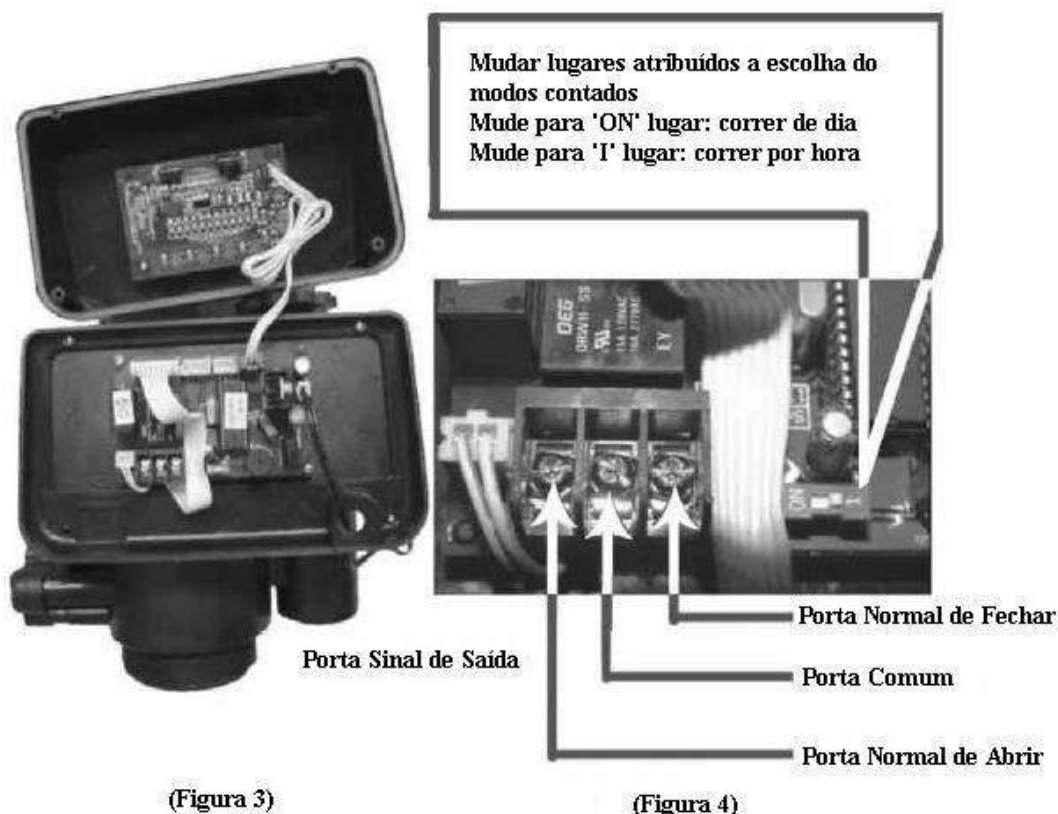 Mudar lugares atribuídos a escolha do
modos contados
Mude para 'ON' lugar: correr de dia
Mude para 'I' lugar: correr por hora
OEG
EY
ON
Porta Normal de Fechar
Porta Sinal de Saída
Porta Comum
Porta Normal de Abrir
(Figura 3)
(Figura 4)